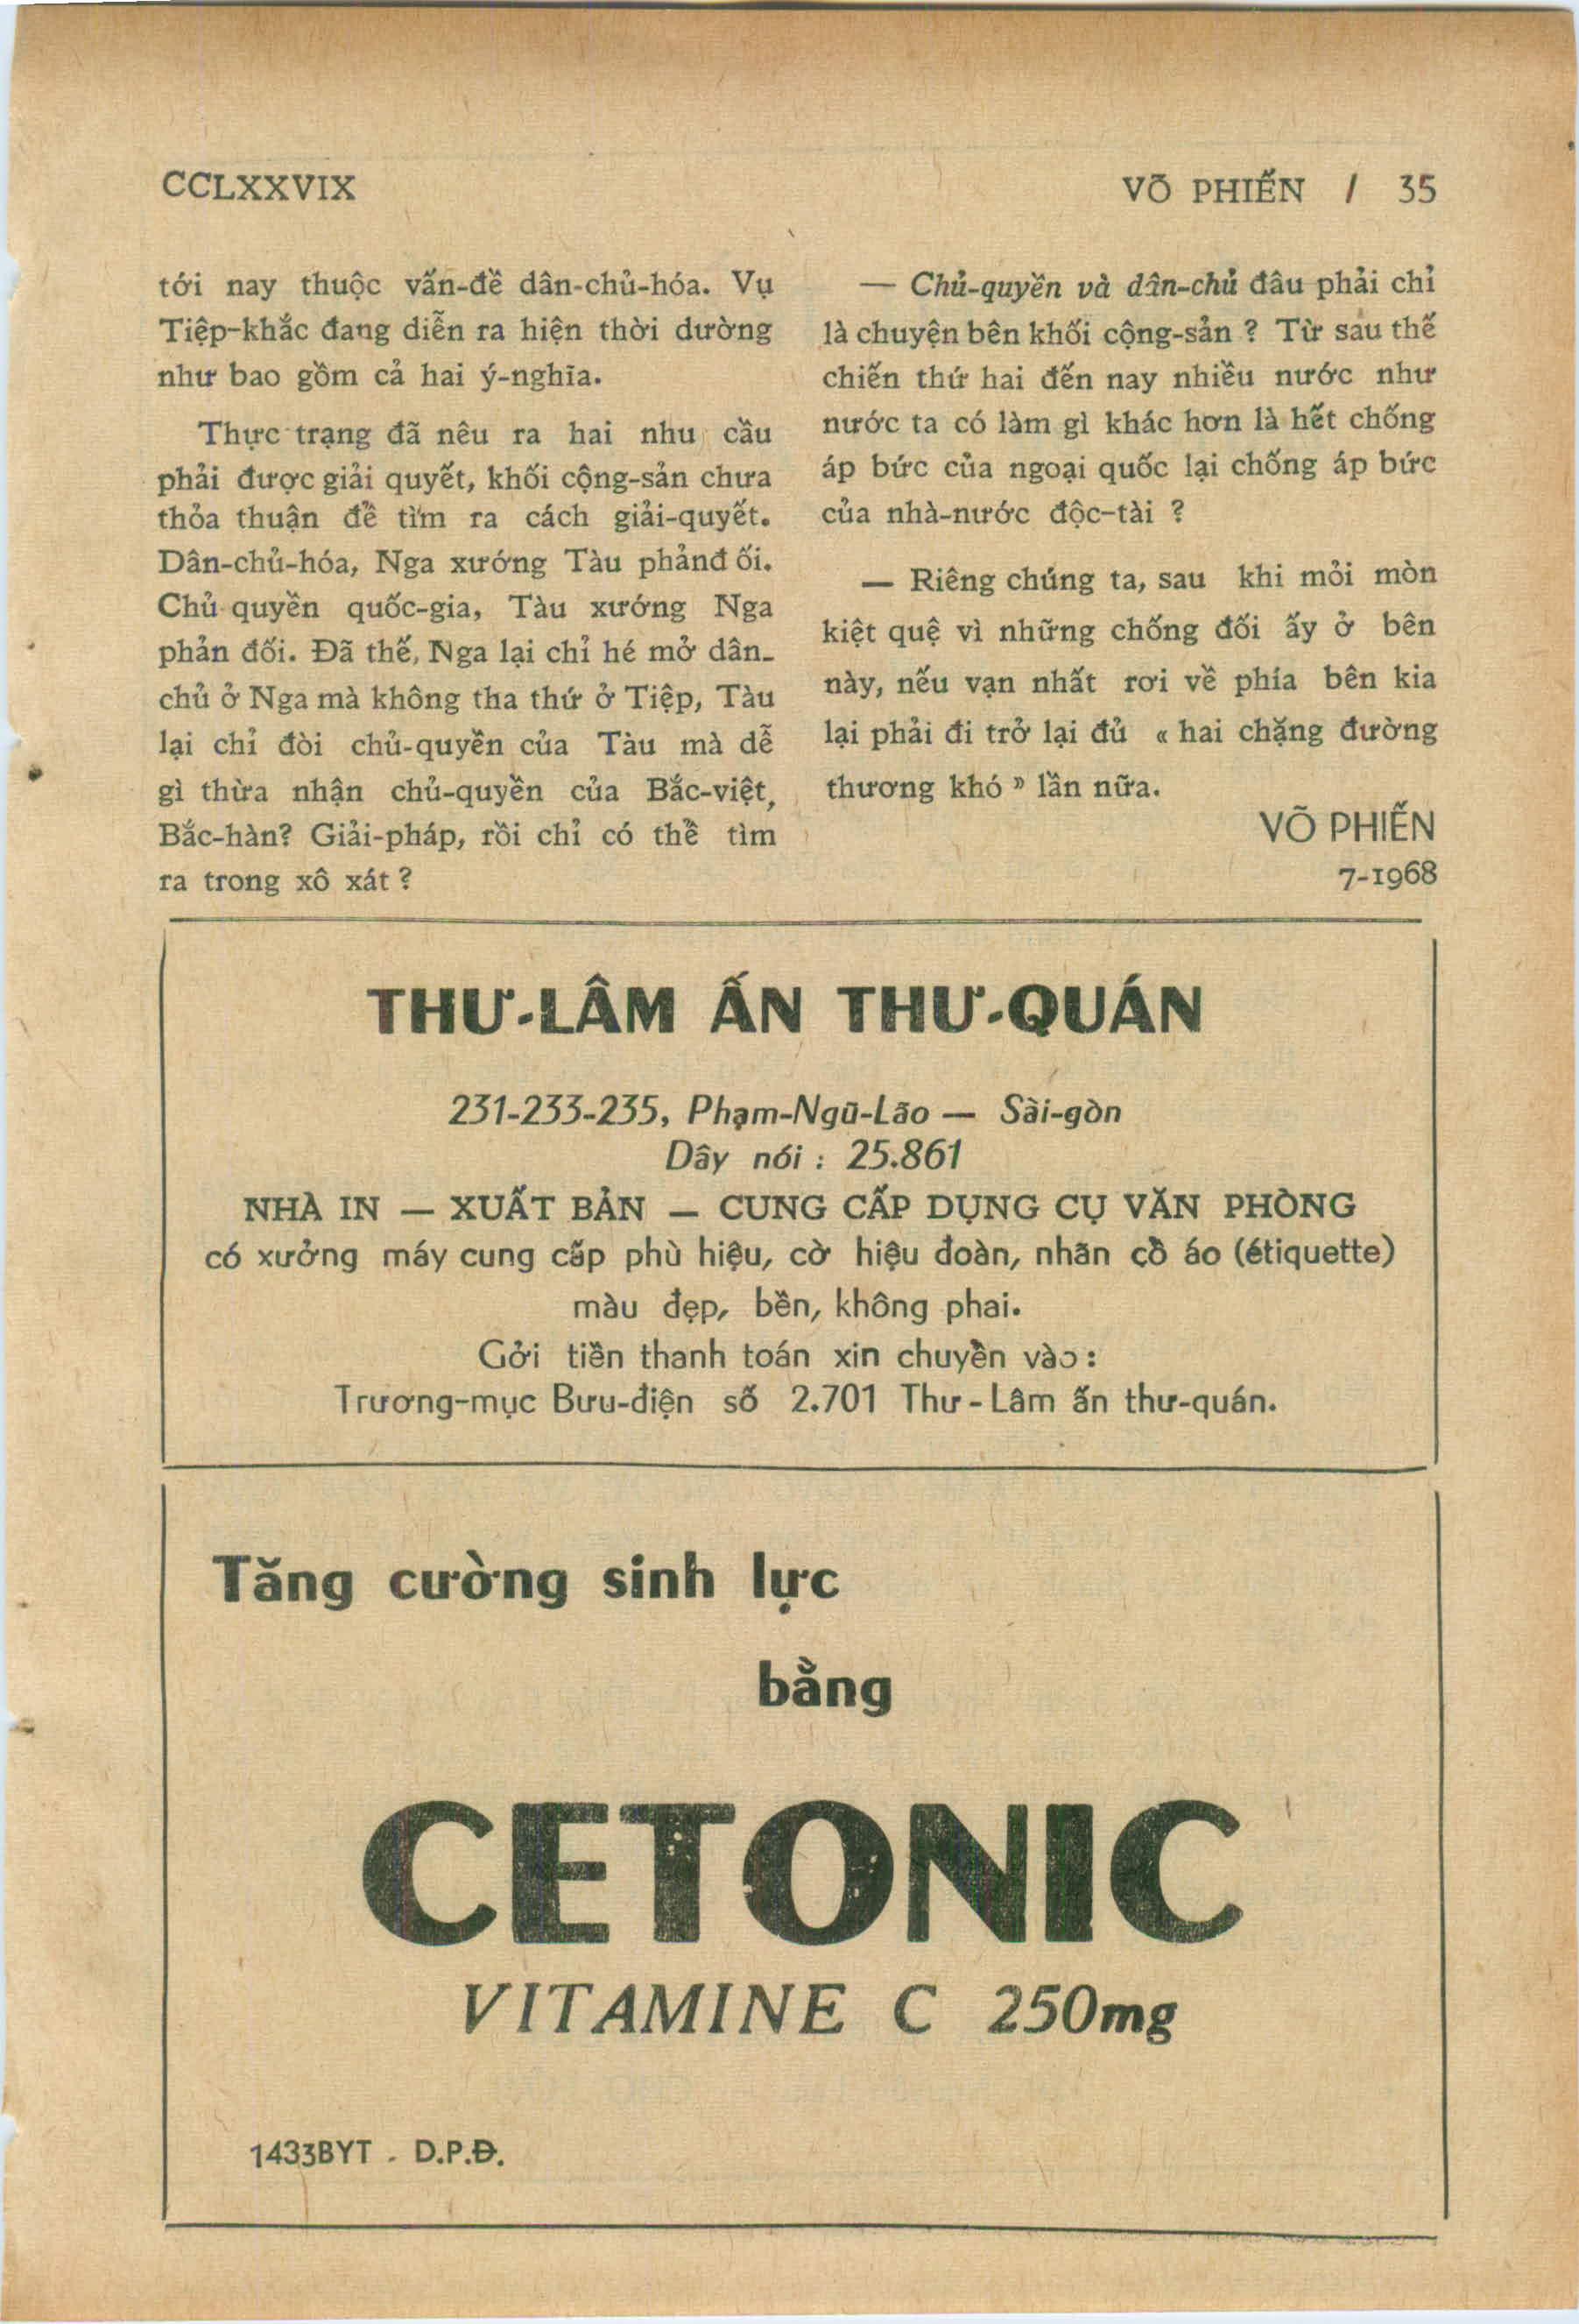 CCLXXVIX
VÕ PHIẾN / 35
tới nay thuộc vấn-đề dân-chủ-hóa. Vụ
Tiệp-khắc đang diễn ra hiện thời dường
như bao gồm cả hai ý-nghĩa.
Thực trạng đã nêu ra hai nhu cầu
phải được giải quyết, khối cộng-sản chưa
thỏa thuận để tìm ra cách giải-quyết.
Dân-chủ-hóa, Nga xướng Tàu phảnđ ối.
Chủ quyền quốc-gia, Tàu xướng Nga
phản đối. Đã thế, Nga lại chỉ hé mở dân-
chủ ở Nga mà không tha thứ ở Tiệp, Tàu
lại chỉ đòi chủ-quyền của Tàu mà dễ
gì thừa nhận chủ-quyền của Bắc-việt,
Bắc-hàn? Giải-pháp, rồi chỉ có thể tìm
ra trong xô xát ?
— Chủ-quyền và dân-chủ đâu phải chỉ
là chuyện bên khối cộng-sản ? Từ sau thế
chiến thứ hai đến nay nhiều nước như
nước ta có làm gì khác hơn là hết chống
áp bức của ngoại quốc lại chống áp bức
của nhà-nước độc-tài ?
— Riêng chúng ta, sau khi mỏi mòn
kiệt quệ vì những chống đối ấy ở bên
này, nếu vạn nhất rơi về phía bên kia
lại phải đi trở lại đủ « hai chặng đường
thương khó » lần nữa.
VÕ PHIẾN
7-1968
THƯ-LÂM ẤN THƯ-QUÁN
231-233-235, Phạm-Ngũ-Lão — Sài-gòn
Dây nói : 25.861
NHÀ IN — XUẤT BẢN — CUNG CẤP DỤNG CỤ VĂN PHÒNG
có xưởng máy cung cấp phù hiệu, cờ hiệu đoàn, nhãn cổ áo (étiquette)
màu đẹp, bền, không phai.
Gởi tiền thanh toán xin chuyển vào :
Trương-mục Bưu-điện số 2.701 Thư-Lâm ấn thư-quán.
Tăng cường sinh lực
bằng
CETONIC
VITAMINE C 250mg
1433BYT - D.P.Đ.